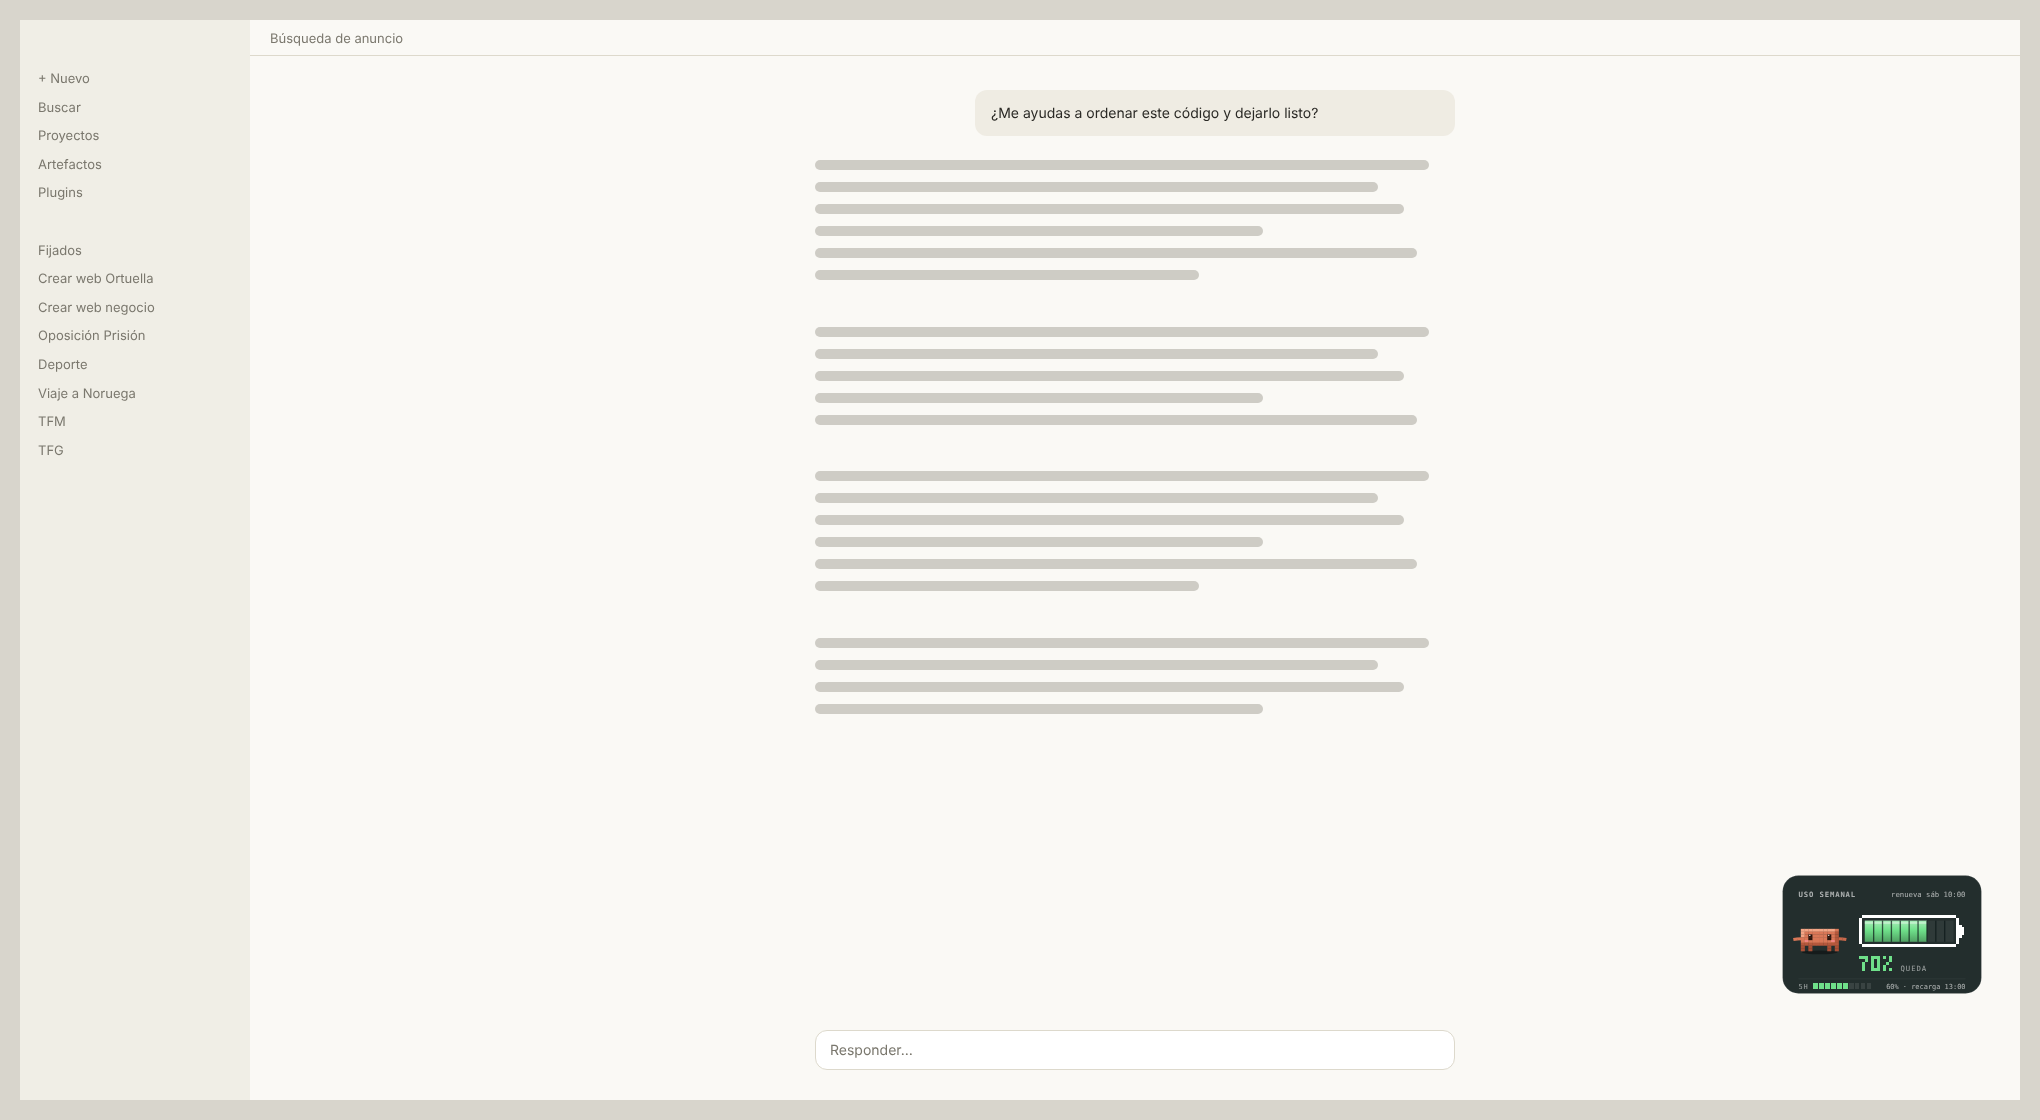 Búsqueda de anuncio
+ Nuevo
Buscar
Proyectos
Artefactos
Plugins
Fijados
Crear web Ortuella
Crear web negocio
Oposición Prisión
Deporte
Viaje a Noruega
TFM
TFG
¿Me ayudas a ordenar este código y dejarlo listo?
USO SEMANAL renueva sáb 10:00
70% QUEDA
5H 60% · recarga 13:00
Responder...